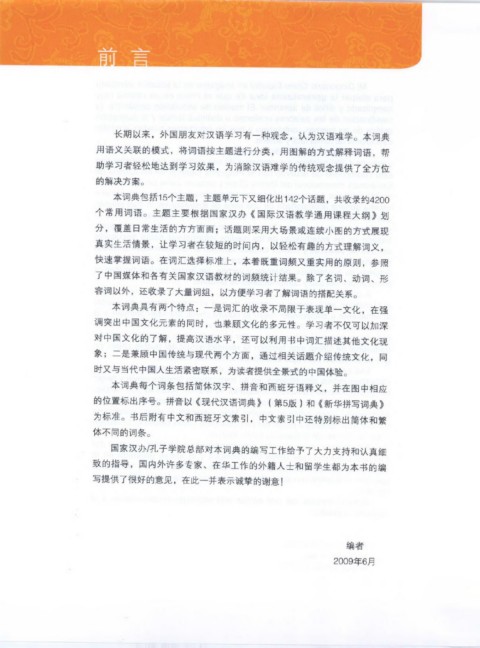 前言
长期以来，外国朋友对汉语学习有一种观念，认为汉语难学。本词典
用语义关联的模式，将词语按主题进行分类，用图解的方式解释词语，帮
助学习者轻松地达到学习效果，为消除汉语难学的传统观念提供了全方位
的解决方案。
本词典包括15个主题，主题单元下又细化出142个话题，共收录约4200
个常用词语。主题主要根据国家汉办《国际汉语教学通用课程大纲》划
分，覆盖日常生活的方方面面；话题则采用大场景或连续小图的方式展现
真实生活情景，让学习者在较短的时间内，以轻松有趣的方式理解词义，
快速掌握词语。在词汇选择标准上，本着既重词频又重实用的原则，参照
了中国媒体和各有关国家汉语教材的词频统计结果。除了名词、动词、形
容词以外，还收录了大量词组，以方便学习者了解词语的搭配关系。
本词典具有两个特点：一是词汇的收录不局限于表现单一文化，在强
调突出中国文化元素的同时，也兼顾文化的多元性。学习者不仅可以加深
对中国文化的了解，提高汉语水平，还可以利用书中词汇描述其他文化现
象；二是兼顾中国传统与现代两个方面，通过相关话题介绍传统文化，同
时又与当代中国人生活紧密联系，为读者提供全景式的中国体验。
本词典每个词条包括简体汉字、拼音和西班牙语释义，并在图中相应
的位置标出序号。拼音以《现代汉语词典》（第5版）和《新华拼写词典》
为标准。书后附有中文和西班牙文索引，中文索引中还特别标出简体和繁
体不同的词条。
国家汉办/孔子学院总部对本词典的编写工作给予了大力支持和认真细
致的指导，国内外许多专家、在华工作的外籍人士和留学生都为本书的编
写提供了很好的意见，在此一并表示诚挚的谢意！
编者
2009年6月